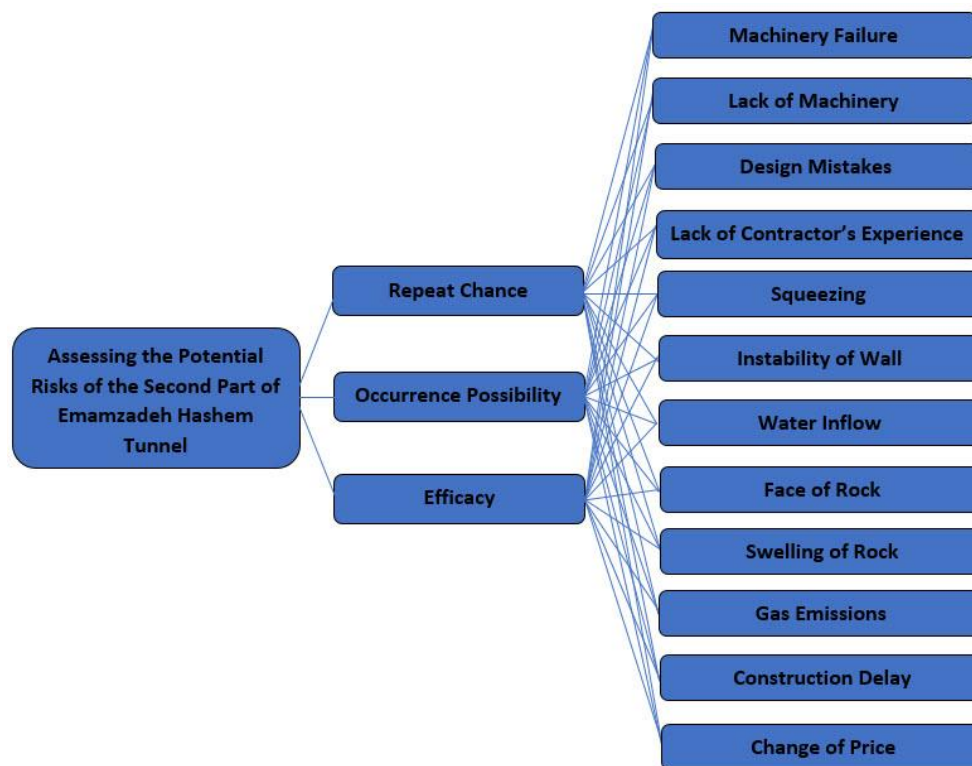 Assessing the Potential
Risks of the Second Part of
Emamzadeh Hashem
Tunnel
Repeat Chance
Occurrence Possibility
Efficacy
Machinery Failure
Lack of Machinery
Design Mistakes
Lack of Contractor’s Experience
Squeezing
Instability of Wall
Water Inflow
Face of Rock
Swelling of Rock
Gas Emissions
Construction Delay
Change of Price